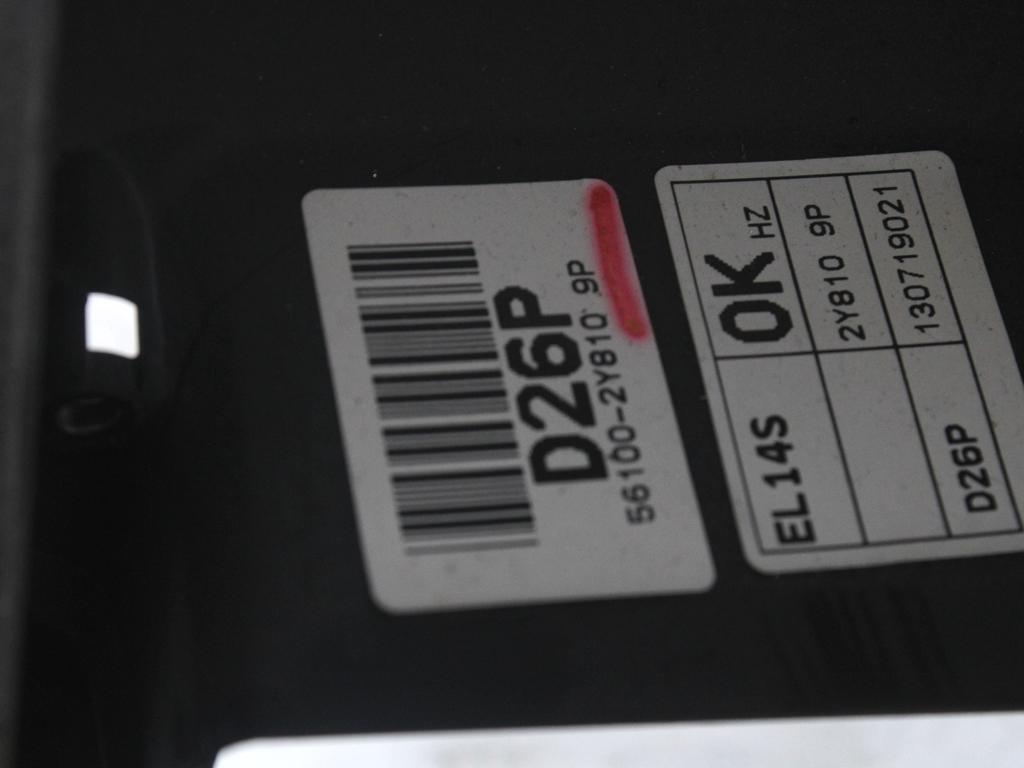 D26P
56100-2Y810 9P
EL14S OK HZ
2Y810 9P
D26P 130719021